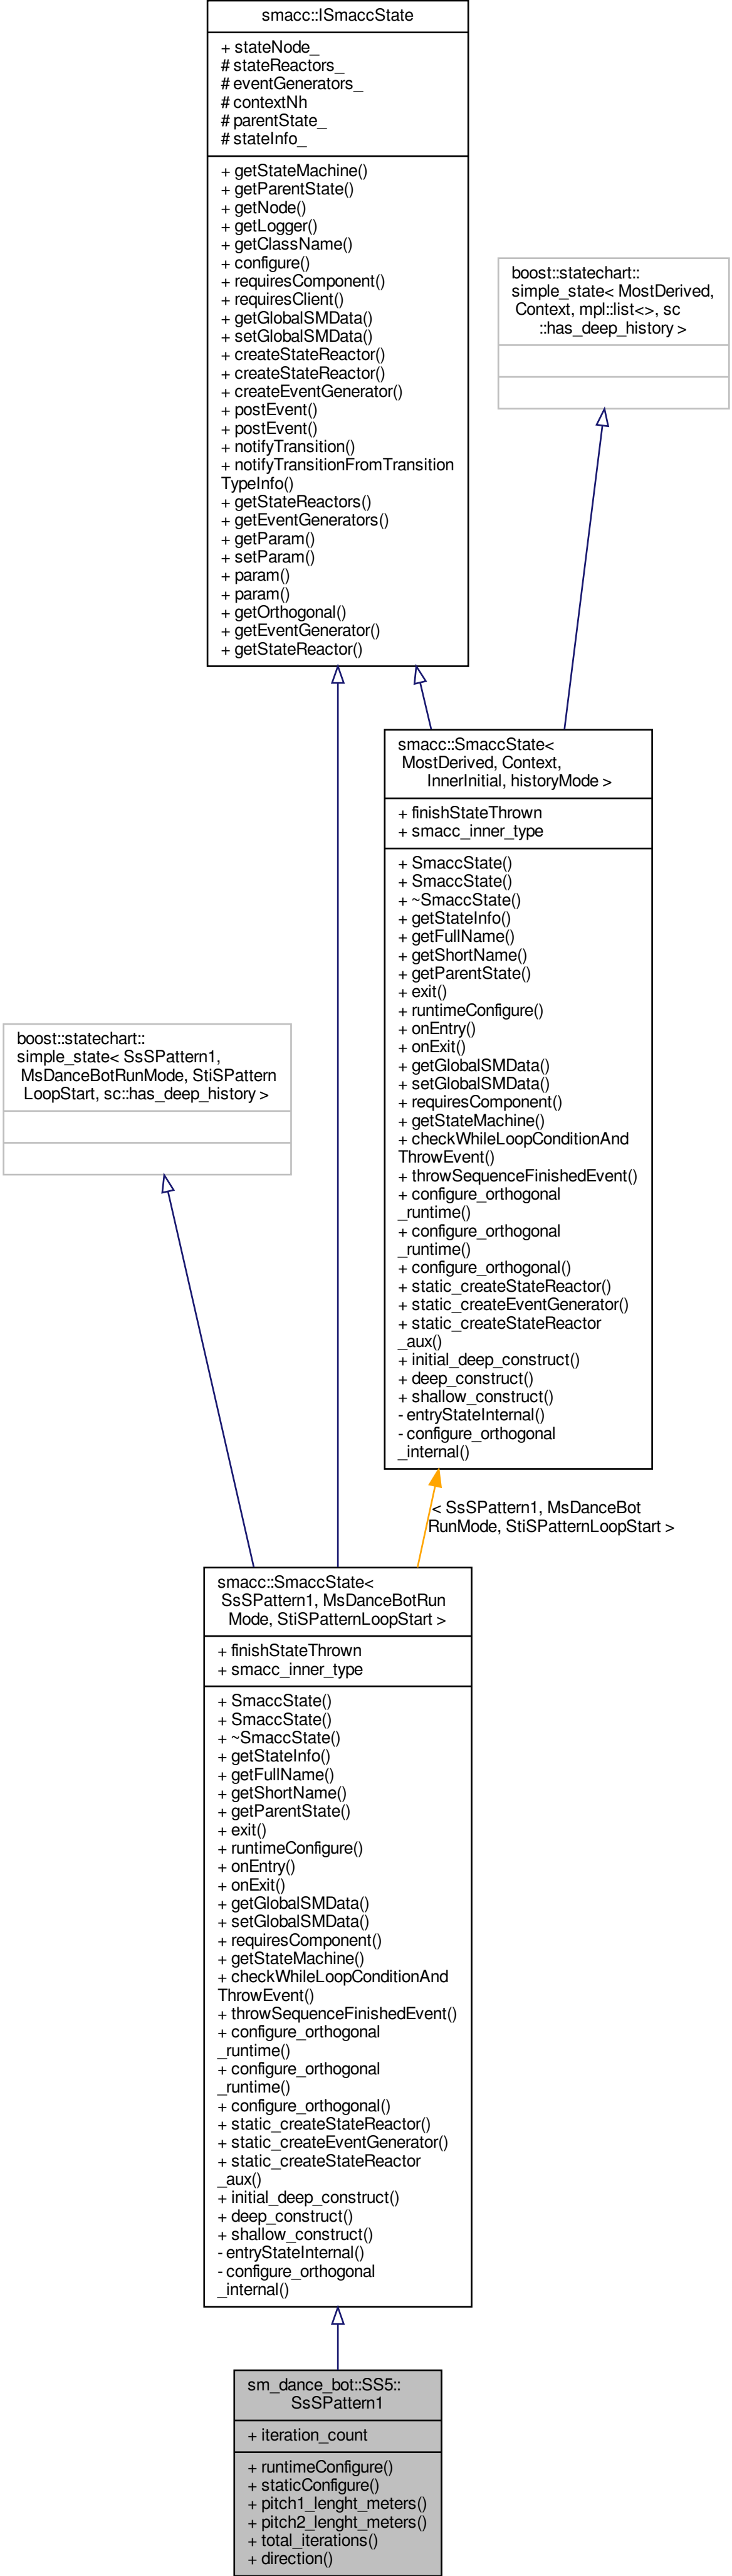 smacc::ISmaccState
+ stateNode_
# stateReactors_
# eventGenerators_
# contextNh
# parentState_
# stateInfo_
+ getStateMachine()
+ getParentState()
+ getNode()
+ getLogger()
+ getClassName()
+ configure()
+ requiresComponent()
+ requiresClient()
+ getGlobalSMData()
+ setGlobalSMData()
+ createStateReactor()
+ createStateReactor()
+ createEventGenerator()
+ postEvent()
+ postEvent()
+ notifyTransition()
+ notifyTransitionFromTransition
TypeInfo()
+ getStateReactors()
+ getEventGenerators()
+ getParam()
+ setParam()
+ param()
+ param()
+ getOrthogonal()
+ getEventGenerator()
+ getStateReactor()
boost::statechart::
simple_state< MostDerived,
Context, mpl::list<>, sc
::has_deep_history >
smacc::SmaccState<
MostDerived, Context,
InnerInitial, historyMode >
+ finishStateThrown
+ smacc_inner_type
+ SmaccState()
+ SmaccState()
+ ~SmaccState()
+ getStateInfo()
+ getFullName()
+ getShortName()
+ getParentState()
+ exit()
+ runtimeConfigure()
+ onEntry()
+ onExit()
+ getGlobalSMData()
+ setGlobalSMData()
+ requiresComponent()
+ getStateMachine()
+ checkWhileLoopConditionAnd
ThrowEvent()
+ throwSequenceFinishedEvent()
+ configure_orthogonal
_runtime()
+ configure_orthogonal
_runtime()
+ configure_orthogonal()
+ static_createStateReactor()
+ static_createEventGenerator()
+ static_createStateReactor
_aux()
+ initial_deep_construct()
+ deep_construct()
+ shallow_construct()
- entryStateInternal()
- configure_orthogonal
_internal()
boost::statechart::
simple_state< SsSPattern1,
MsDanceBotRunMode, StiSPattern
LoopStart, sc::has_deep_history >
< SsSPattern1, MsDanceBot
RunMode, StiSPatternLoopStart >
smacc::SmaccState<
SsSPattern1, MsDanceBotRun
Mode, StiSPatternLoopStart >
+ finishStateThrown
+ smacc_inner_type
+ SmaccState()
+ SmaccState()
+ ~SmaccState()
+ getStateInfo()
+ getFullName()
+ getShortName()
+ getParentState()
+ exit()
+ runtimeConfigure()
+ onEntry()
+ onExit()
+ getGlobalSMData()
+ setGlobalSMData()
+ requiresComponent()
+ getStateMachine()
+ checkWhileLoopConditionAnd
ThrowEvent()
+ throwSequenceFinishedEvent()
+ configure_orthogonal
_runtime()
+ configure_orthogonal
_runtime()
+ configure_orthogonal()
+ static_createStateReactor()
+ static_createEventGenerator()
+ static_createStateReactor
_aux()
+ initial_deep_construct()
+ deep_construct()
+ shallow_construct()
- entryStateInternal()
- configure_orthogonal
_internal()
sm_dance_bot::SS5::
SsSPattern1
+ iteration_count
+ runtimeConfigure()
+ staticConfigure()
+ pitch1_lenght_meters()
+ pitch2_lenght_meters()
+ total_iterations()
+ direction()